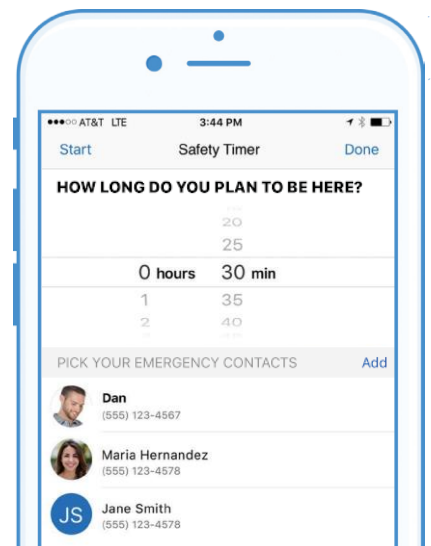 AT&T LTE 3:44 PM
Start Safety Timer Done
HOW LONG DO YOU PLAN TO BE HERE?
20
25
0 hours 30 min
1 35
2 40
PICK YOUR EMERGENCY CONTACTS Add
Dan
(555) 123-4567
Maria Hernandez
(555) 123-4578
JS
Jane Smith
(555) 123-4578